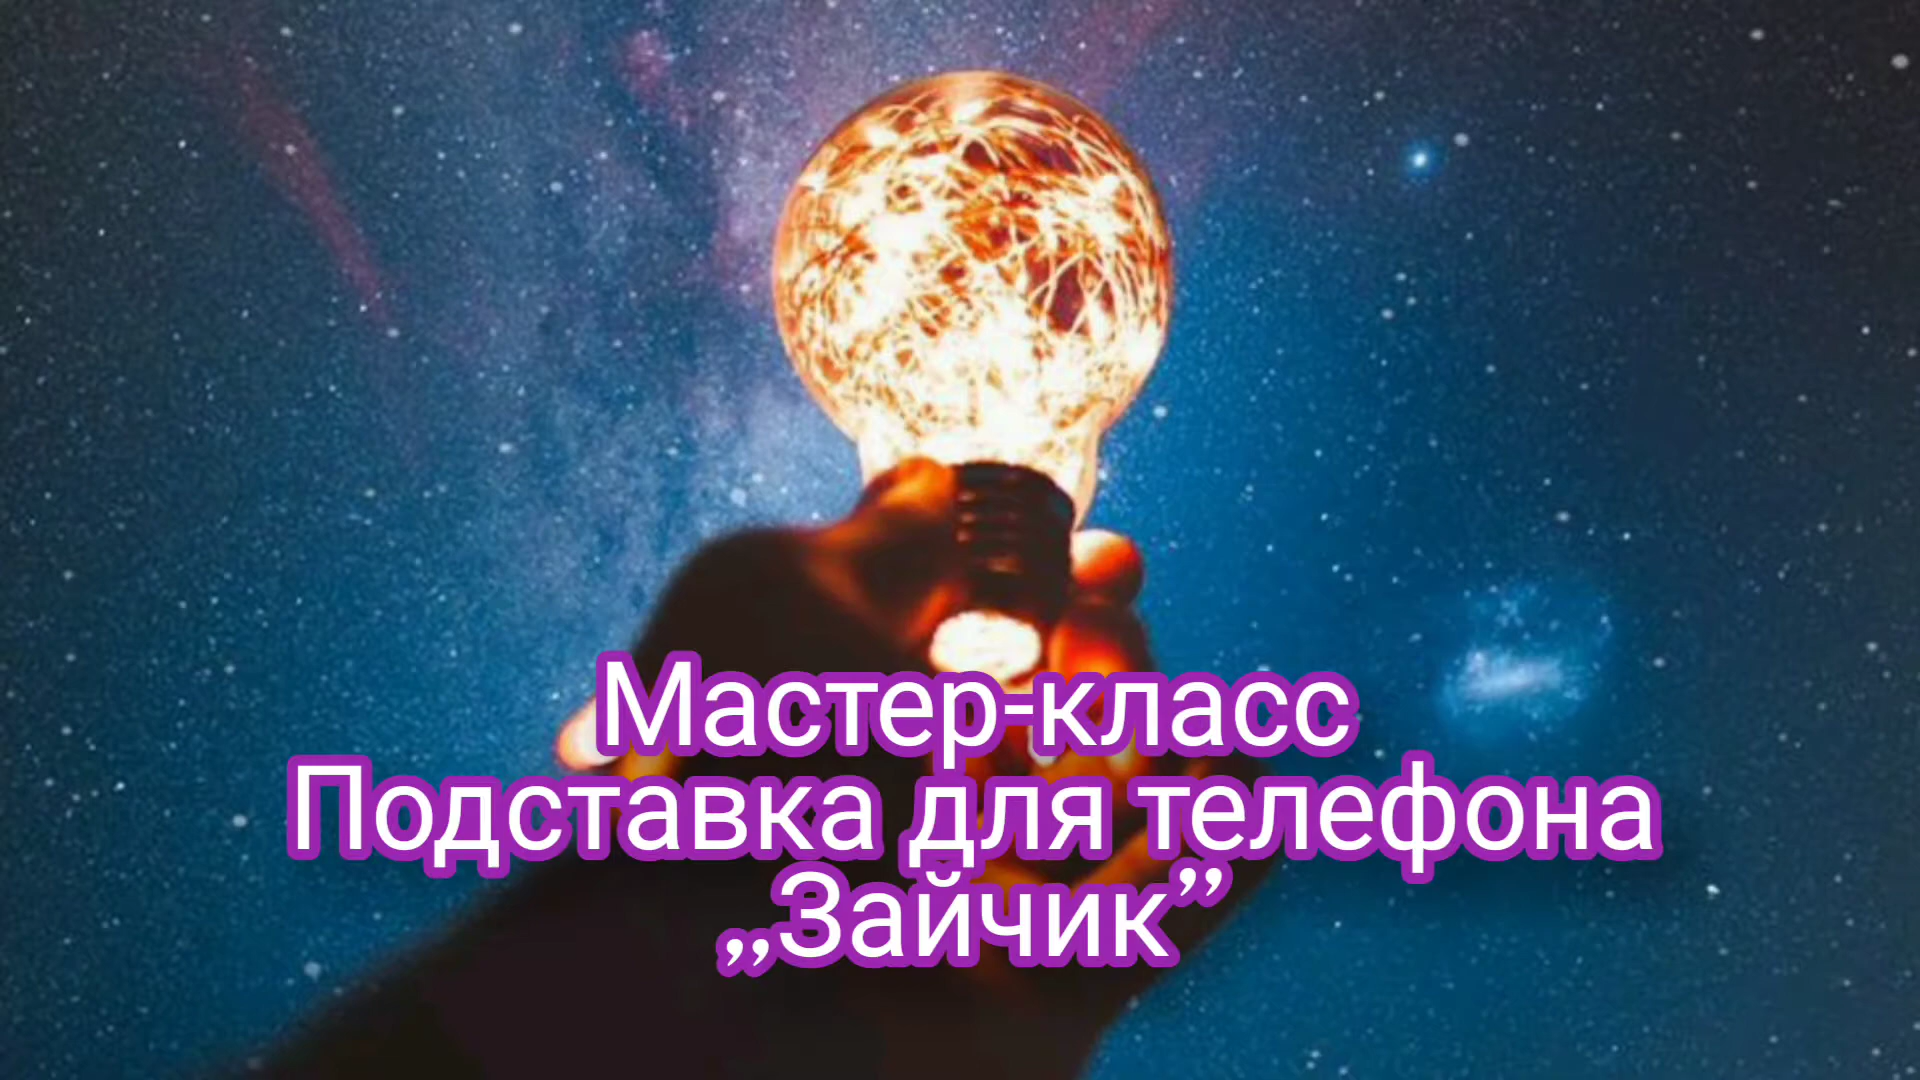 Мастер-класс
Подставка для телефона
„Зайчик”